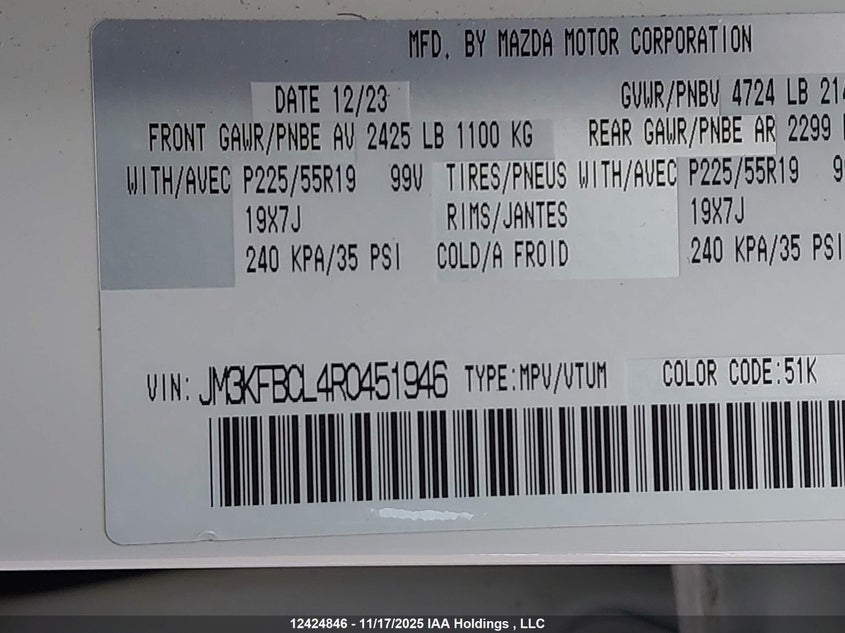 MFD. BY MAZDA MOTOR CORPORATION
DATE 12/23 GVWR/PNBV 4724 LB 214
FRONT GAWR/PNBE AV 2425 LB 1100 KG REAR GAWR/PNBE AR 2299
WITH/AVEC P225/55R19 99V TIRES/PNEUS WITH/AVEC P225/55R19 9
19X7J RIMS/JANTES 19X7J
240 KPA/35 PSI COLD/A FROID 240 KPA/35 PSI
VIN: JM3KFBCL4R0451946 TYPE:MPV/VTUM COLOR CODE:51K
12424846 - 11/17/2025 IAA Holdings , LLC